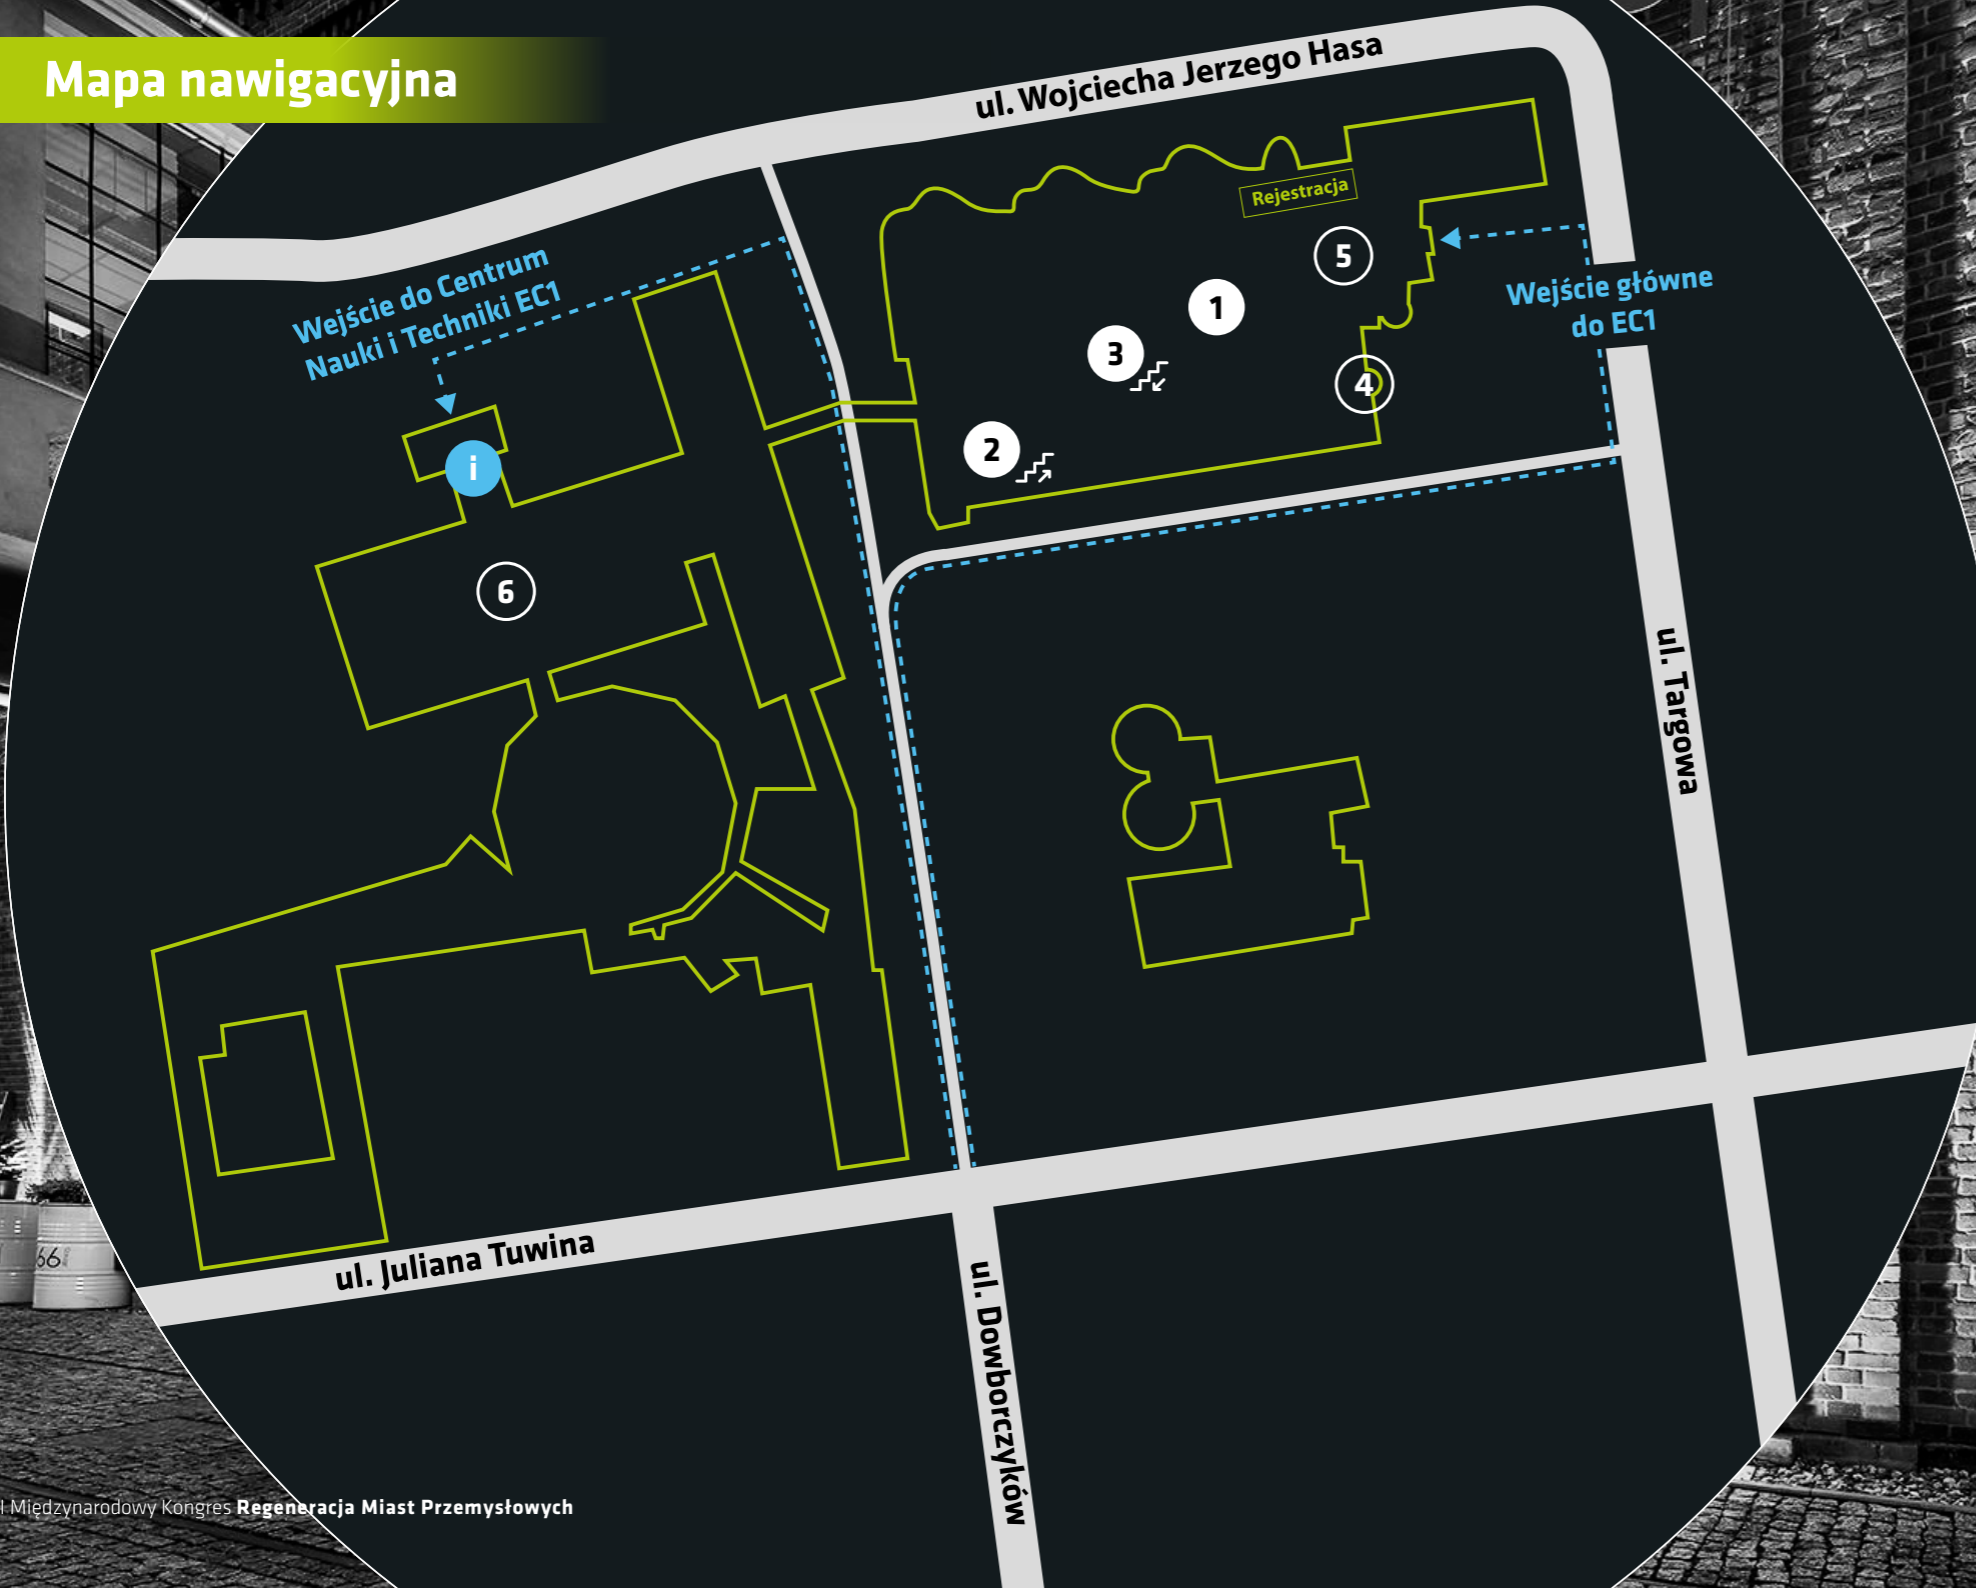 Mapa nawigacyjna
ul. Wojciecha Jerzego Hasa
Rejestracja
Wejście do Centrum
Nauki i Techniki EC1
Wejście główne
do EC1
5
1
3
4
2
i
6
ul. Targowa
ul. Juliana Tuwina
ul. Dowborczyków
66
I Międzynarodowy Kongres Regeneracja Miast Przemysłowych